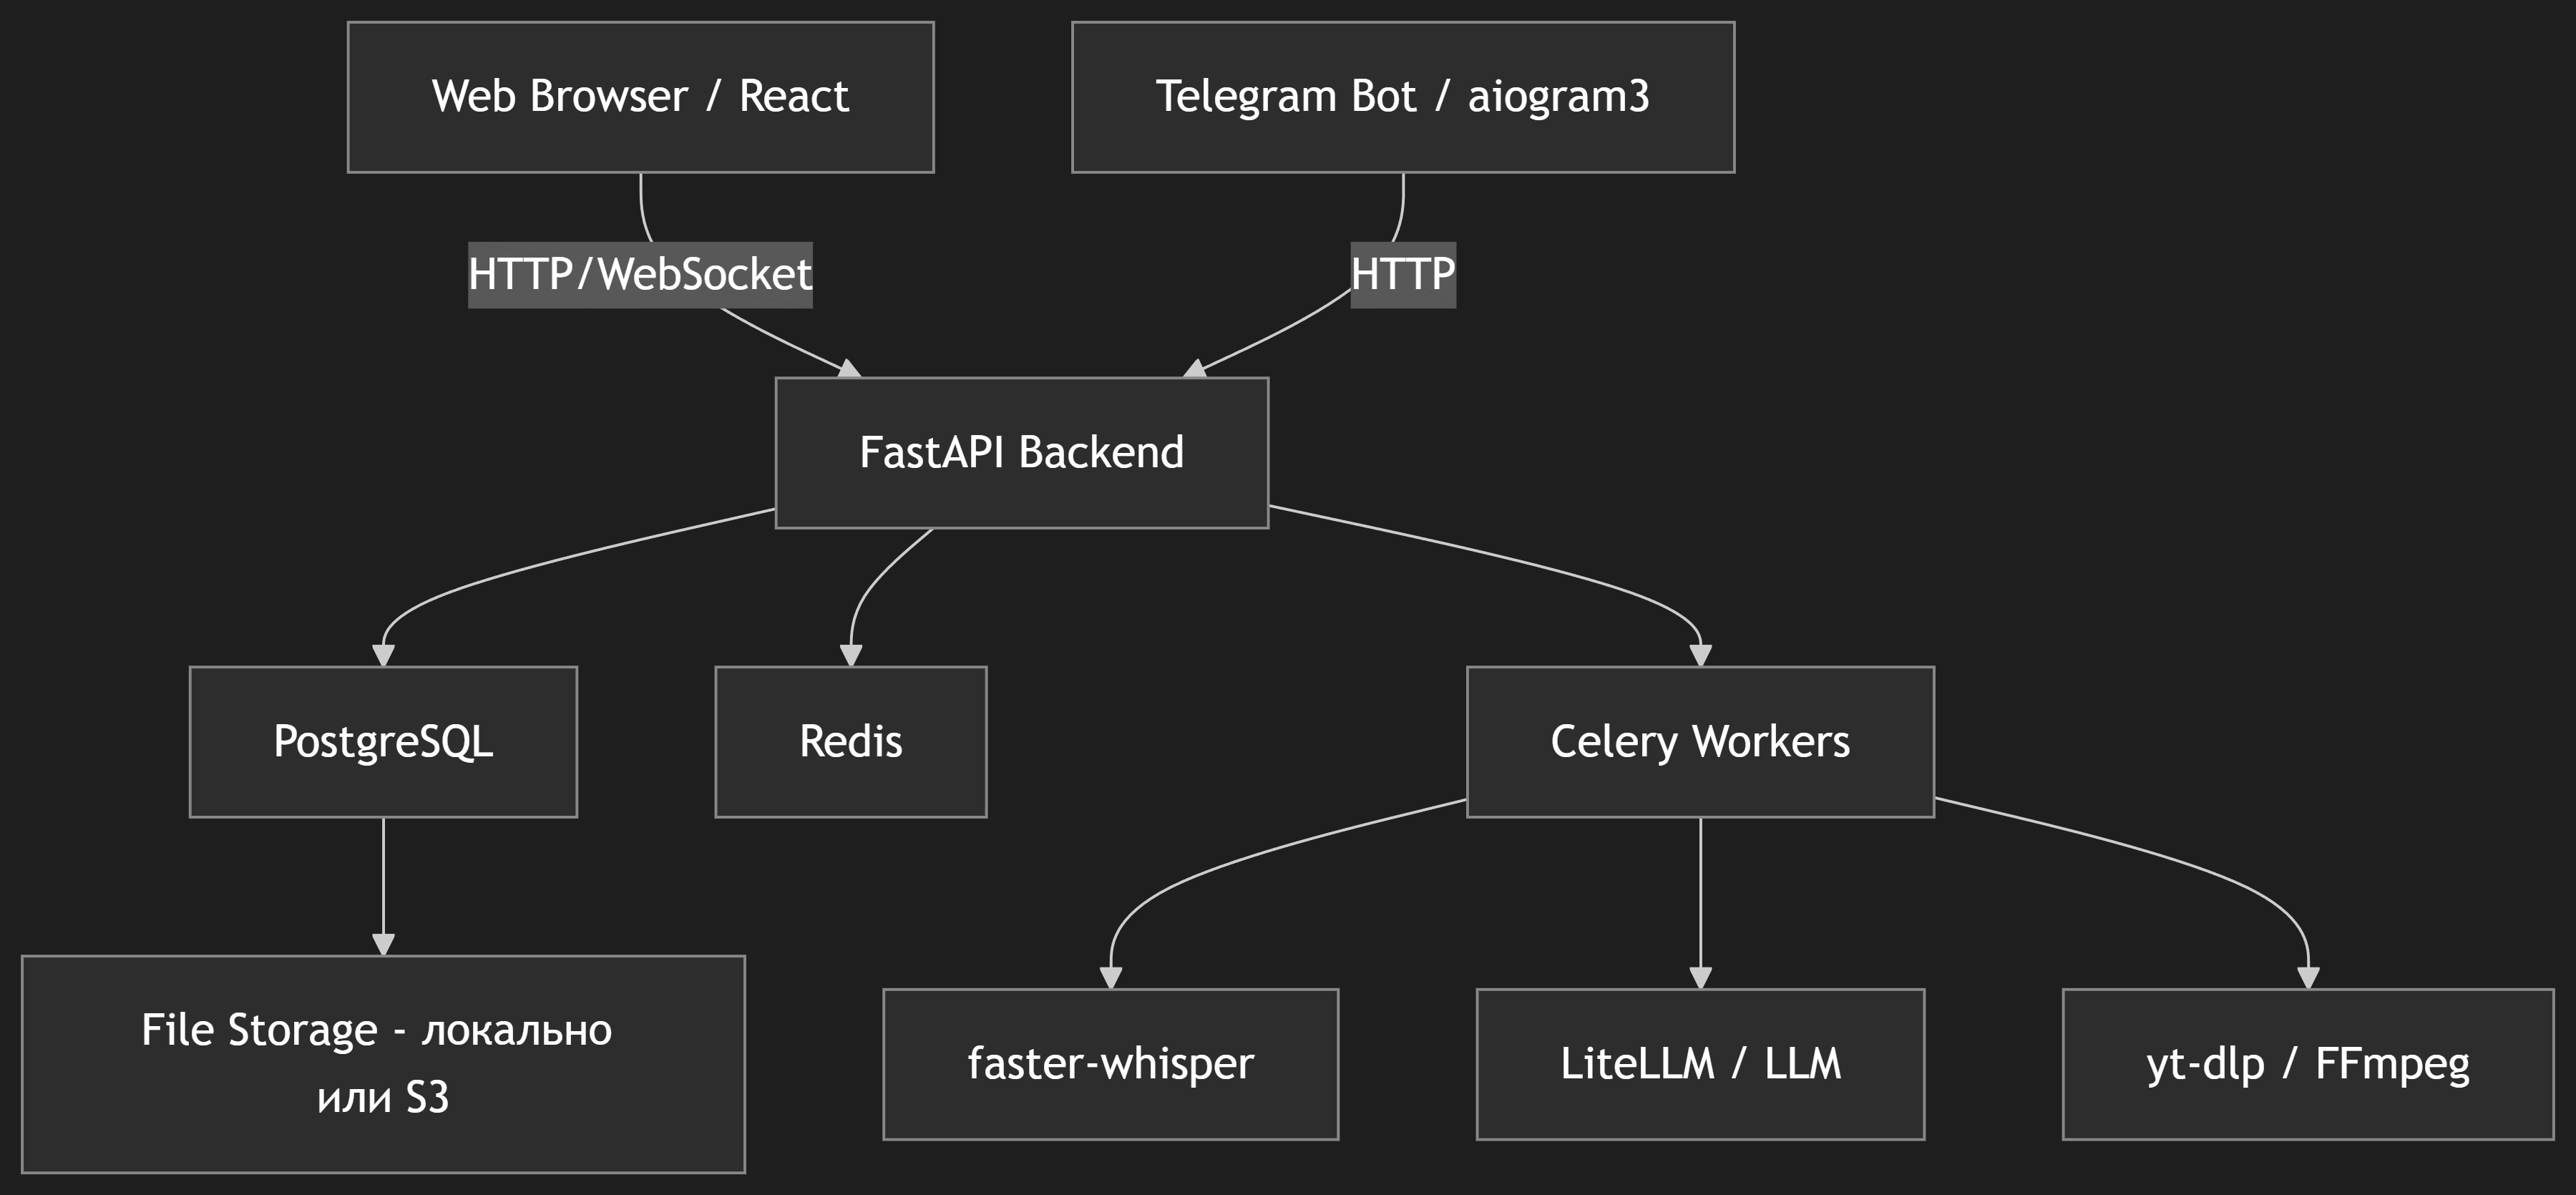 Web Browser / React
Telegram Bot / aiogram3
HTTP/WebSocket
HTTP
FastAPI Backend
PostgreSQL
Redis
Celery Workers
File Storage - локально
или S3
faster-whisper
LiteLLM / LLM
yt-dlp / FFmpeg